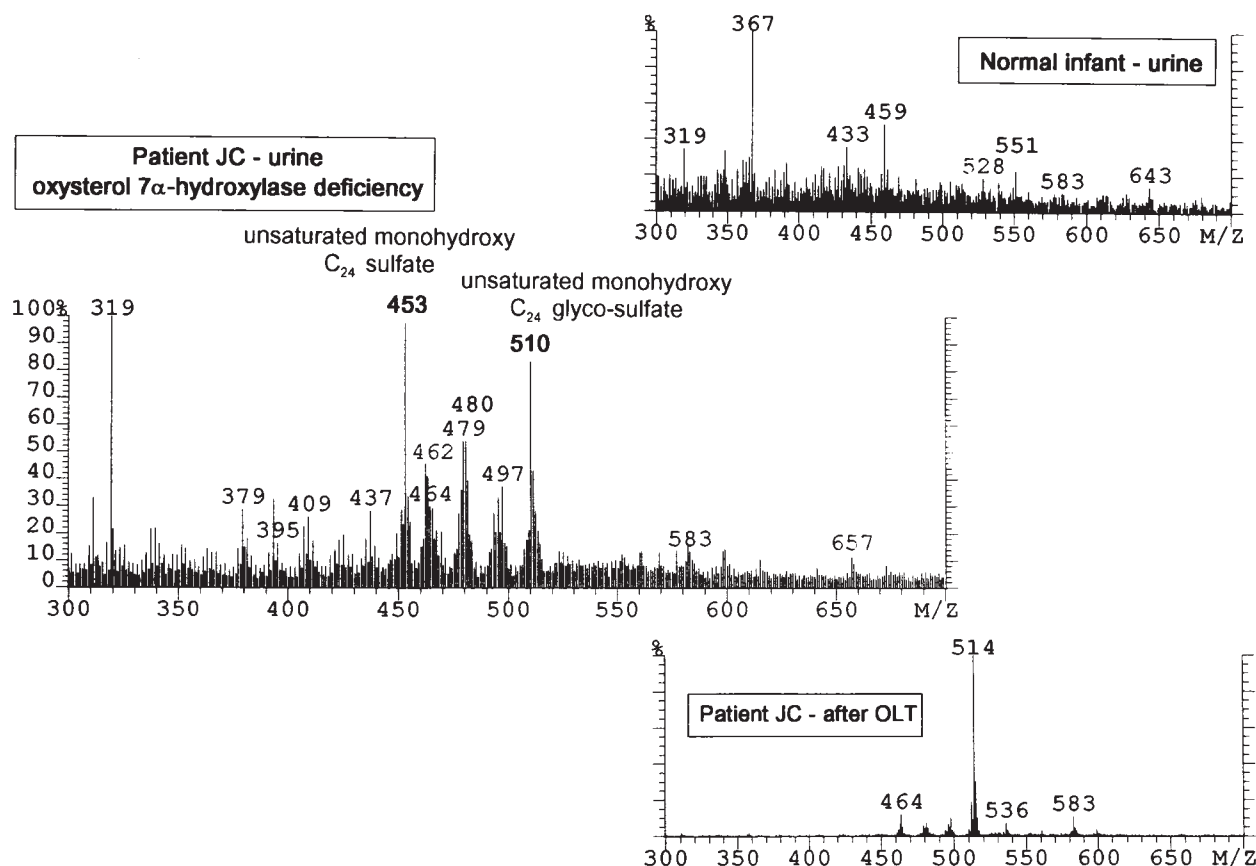 % 367
Normal infant - urine
319 433 459 528 551 583 643
300 350 400 450 500 550 600 650 M/Z
Patient JC - urine
oxysterol 7α-hydroxylase deficiency
unsaturated monohydroxy
C24 sulfate
unsaturated monohydroxy
C24 glyco-sulfate
100% 319 453
510
90
80
70
60
480
479
50
462
497
40
464
379 409 437
30
395
20
583 657
10
0
300 350 400 450 500 550 600 650 M/Z
% 514
Patient JC - after OLT
464 536 583
300 350 400 450 500 550 600 650 M/Z